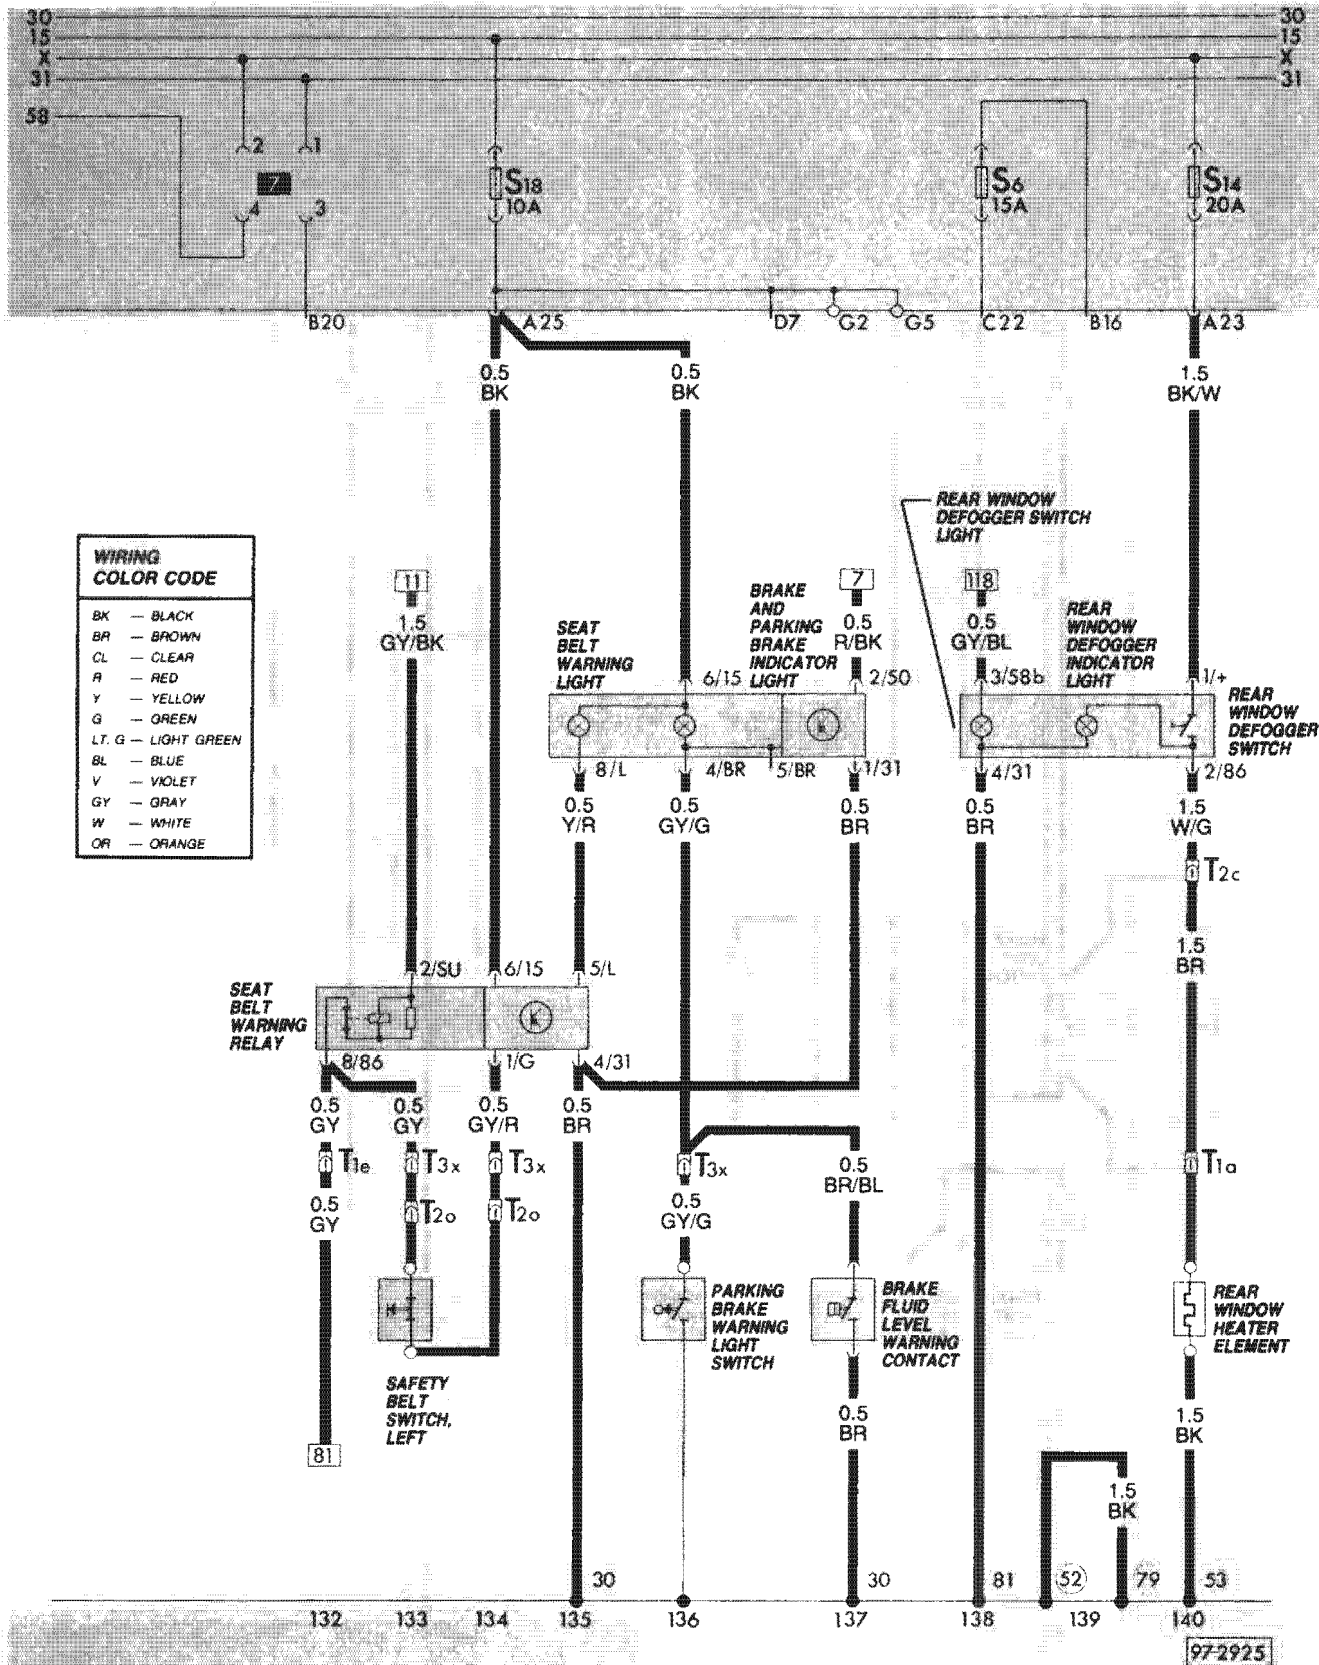 30 30
15 15
X X
31 31
58
2 1
7
4 3
S18
10A
S6
15A
S14
20A
B20 A25 D7 G2 G5 C22 B16 A23
0.5
BK
0.5
BK
1.5
BK/W
REAR WINDOW
DEFOGGER SWITCH
LIGHT
WIRING
COLOR CODE
BK — BLACK
BR — BROWN
CL — CLEAR
R — RED
Y — YELLOW
G — GREEN
LT. G — LIGHT GREEN
BL — BLUE
V — VIOLET
GY — GRAY
W — WHITE
OR — ORANGE
11
1.5
GY/BK
SEAT
BELT
WARNING
LIGHT
BRAKE
AND
PARKING
BRAKE
INDICATOR
LIGHT
7
0.5
R/BK
118
0.5
GY/BL
REAR
WINDOW
DEFOGGER
INDICATOR
LIGHT
6/15 2/50 3/58b 1/+
K
REAR
WINDOW
DEFOGGER
SWITCH
8/L 4/BR 5/BR 1/31 4/31 2/86
0.5
Y/R
0.5
GY/G
0.5
BR
0.5
BR
1.5
W/G
T2c
1.5
BR
2/SU 6/15 5/L
SEAT
BELT
WARNING
RELAY
K
8/86 1/G 4/31
0.5
GY
0.5
GY
0.5
GY/R
0.5
BR
T1e T3x T3x T3x T1a
0.5
BR/BL
0.5
GY
T2o T2o
0.5
GY/G
PARKING
BRAKE
WARNING
LIGHT
SWITCH
BRAKE
FLUID
LEVEL
WARNING
CONTACT
REAR
WINDOW
HEATER
ELEMENT
SAFETY
BELT
SWITCH,
LEFT
0.5
BR
1.5
BK
81
1.5
BK
30 30 81 52 79 53
132 133 134 135 136 137 138 139 140
97-2925